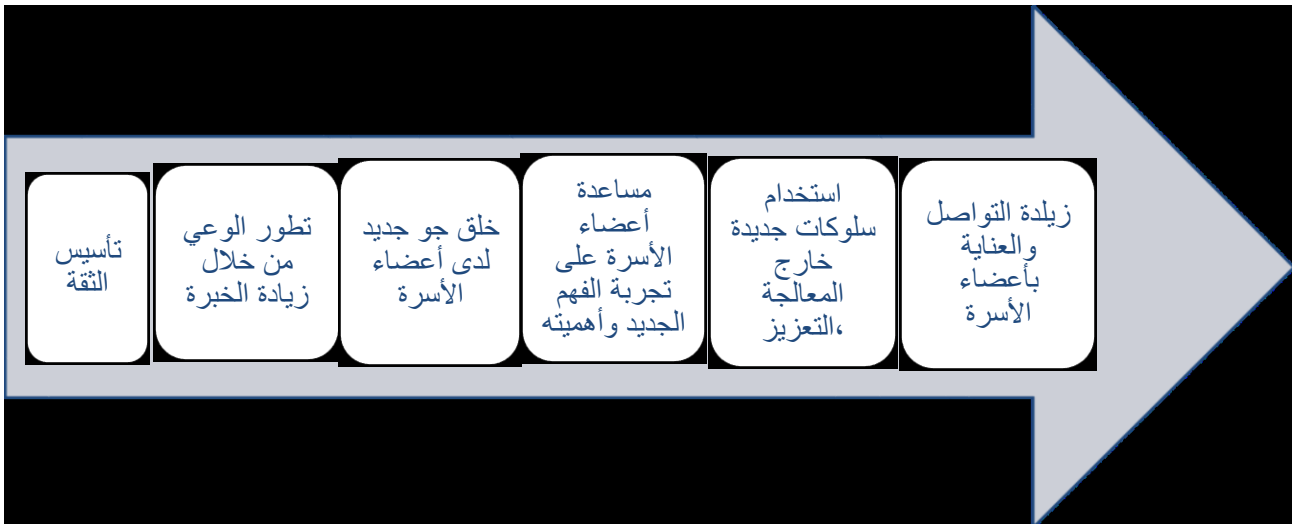 تأسيس
الثقة
تطور الوعي
من خلال
زيادة الخبرة
خلق جو جديد
لدى أعضاء
الأسرة
مساعدة
أعضاء
الأسرة على
تجربة الفهم
الجديد وأهميته
استخدام
سلوكات جديدة
خارج
المعالجة
،التعزيز
زيلدة التواصل
والعناية
بأعضاء
الأسرة